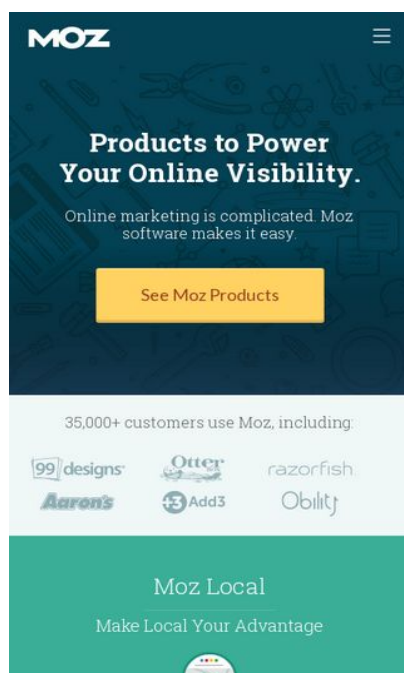 MOZ
Products to Power
Your Online Visibility.
Online marketing is complicated. Moz
software makes it easy.
See Moz Products
35,000+ customers use Moz, including:
99designs
Otter
razorfish
Aaron's
+3 Add3
Obility
Moz Local
Make Local Your Advantage